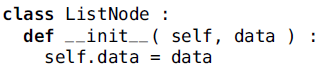 class ListNode :
  def __init__( self, data ) :
    self.data = data